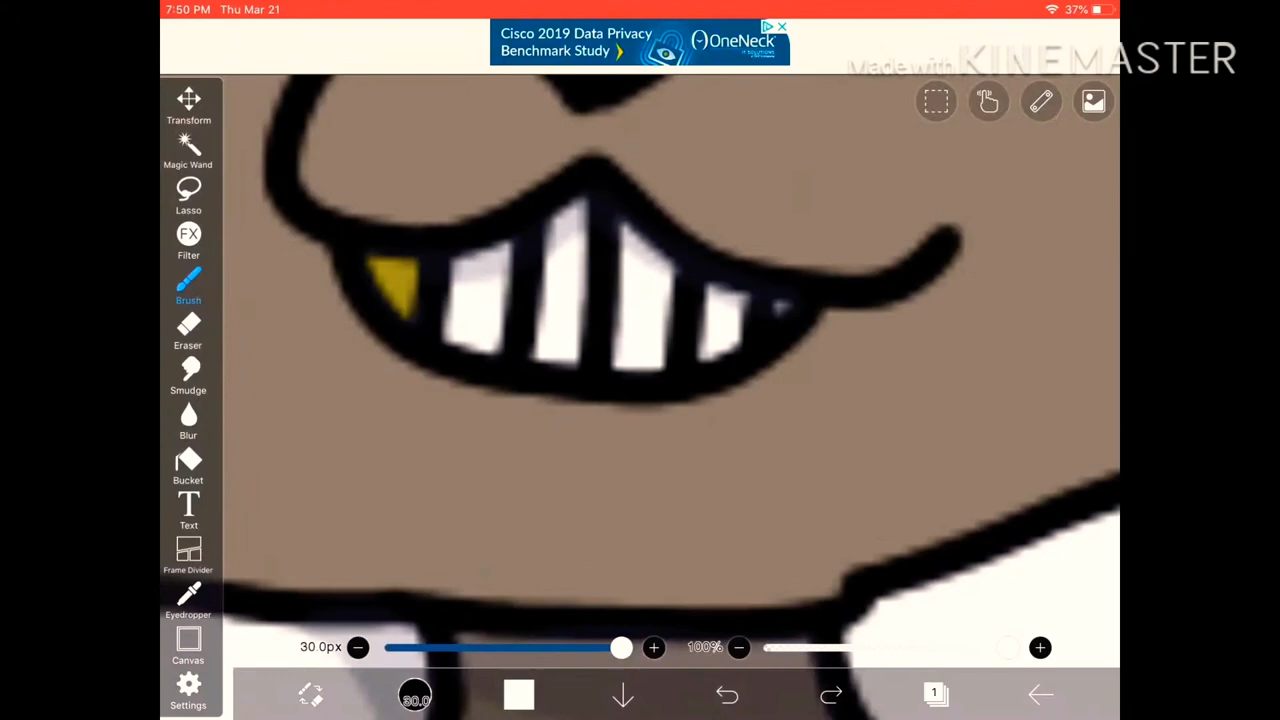 7:50 PM Thu Mar 21
37%
Cisco 2019 Data Privacy
Benchmark Study
OneNeck
IT SOLUTIONS
Made with KINEMASTER
Transform
Magic Wand
Lasso
FX
Filter
Brush
Eraser
Smudge
Blur
Bucket
T
Text
Frame Divider
Eyedropper
Canvas
Settings
30.0px
100%
30.0
1